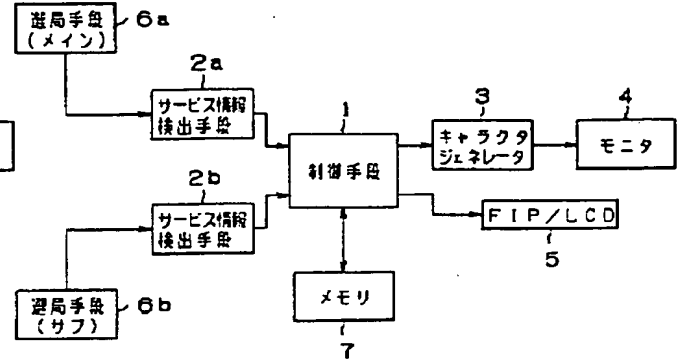 選局手段
(メイン)
6a
2a
サービス情報
検出手段
1
制御手段
3
キャラクタ
ジェネレータ
4
モニタ
2b
サービス情報
検出手段
FIP/LCD
5
選局手段
(サブ)
6b
メモリ
7